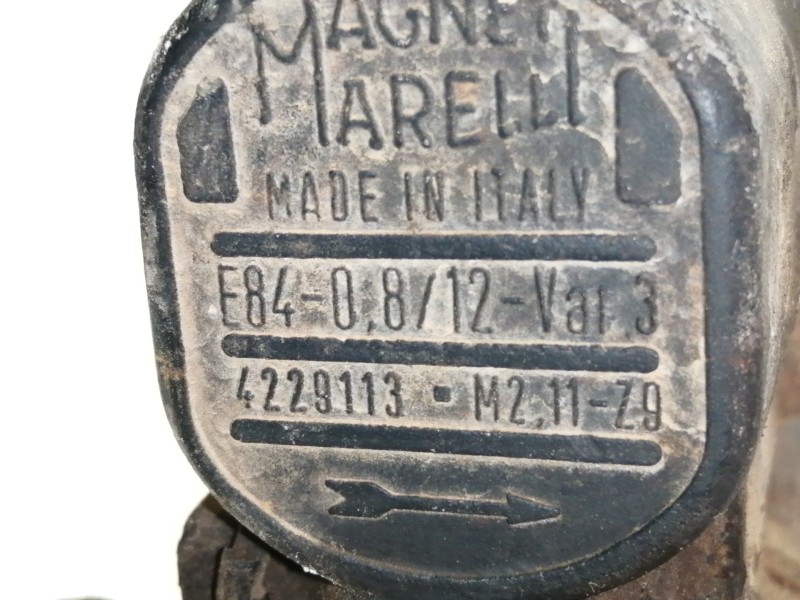 MAGNETI
MARELLI
MADE IN ITALY
E84-0,8/12-Var.3
4229113 ▪ M2,11-Z9